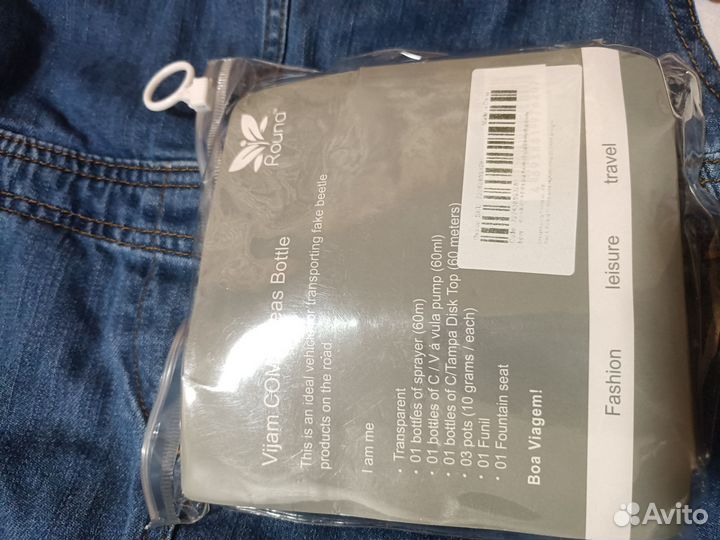 Rouna™
Vijam COM eas Bottle
This is an ideal vehicle for transporting fake beetle
products on the road
I am me
• Transparent
• 01 bottles of sprayer (60m)
• 01 bottles of C / V á vula pump (60ml)
• 01 bottles of C/Tampa Disk Top (60 meters)
• 03 pots (10 grams / each)
• 01 Funil
• 01 Fountain seat
Boa Viagem!
Fashion leisure travel
Avito